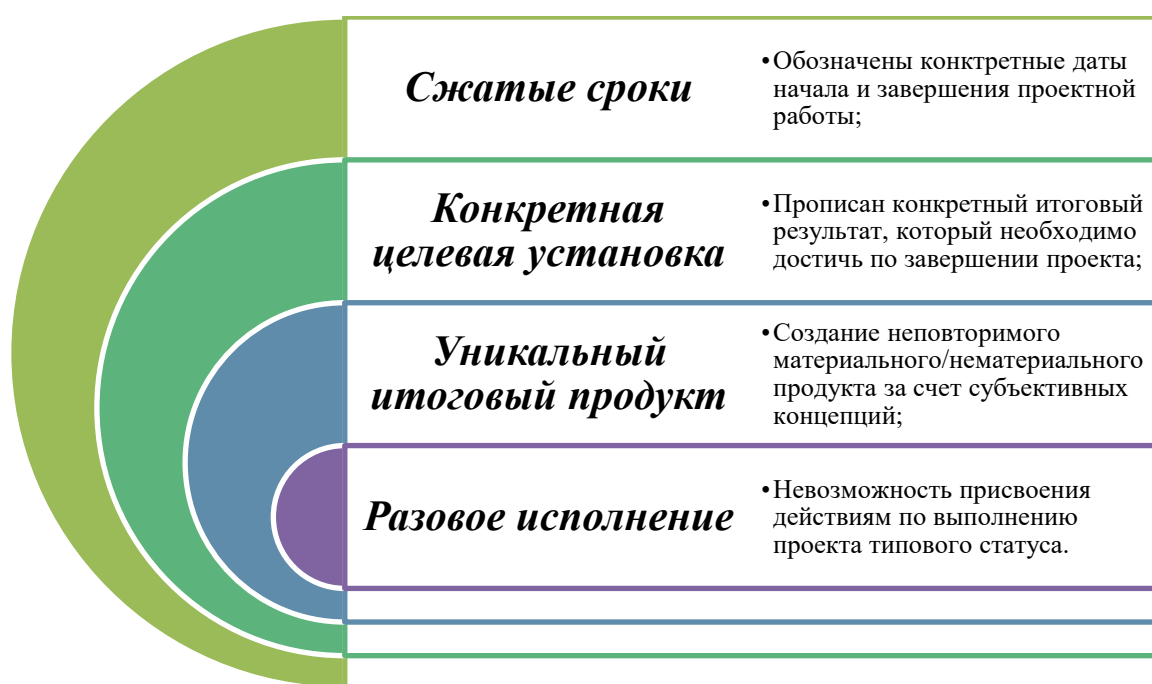 Сжатые сроки
•Обозначены конктретные даты
начала и завершения проектной
работы;
Конкретная
целевая установка
•Прописан конкретный итоговый
результат, который необходимо
достичь по завершении проекта;
Уникальный
итоговый продукт
•Создание неповторимого
материального/нематериального
продукта за счет субъективных
концепций;
Разовое исполнение
•Невозможность присвоения
действиям по выполнению
проекта типового статуса.